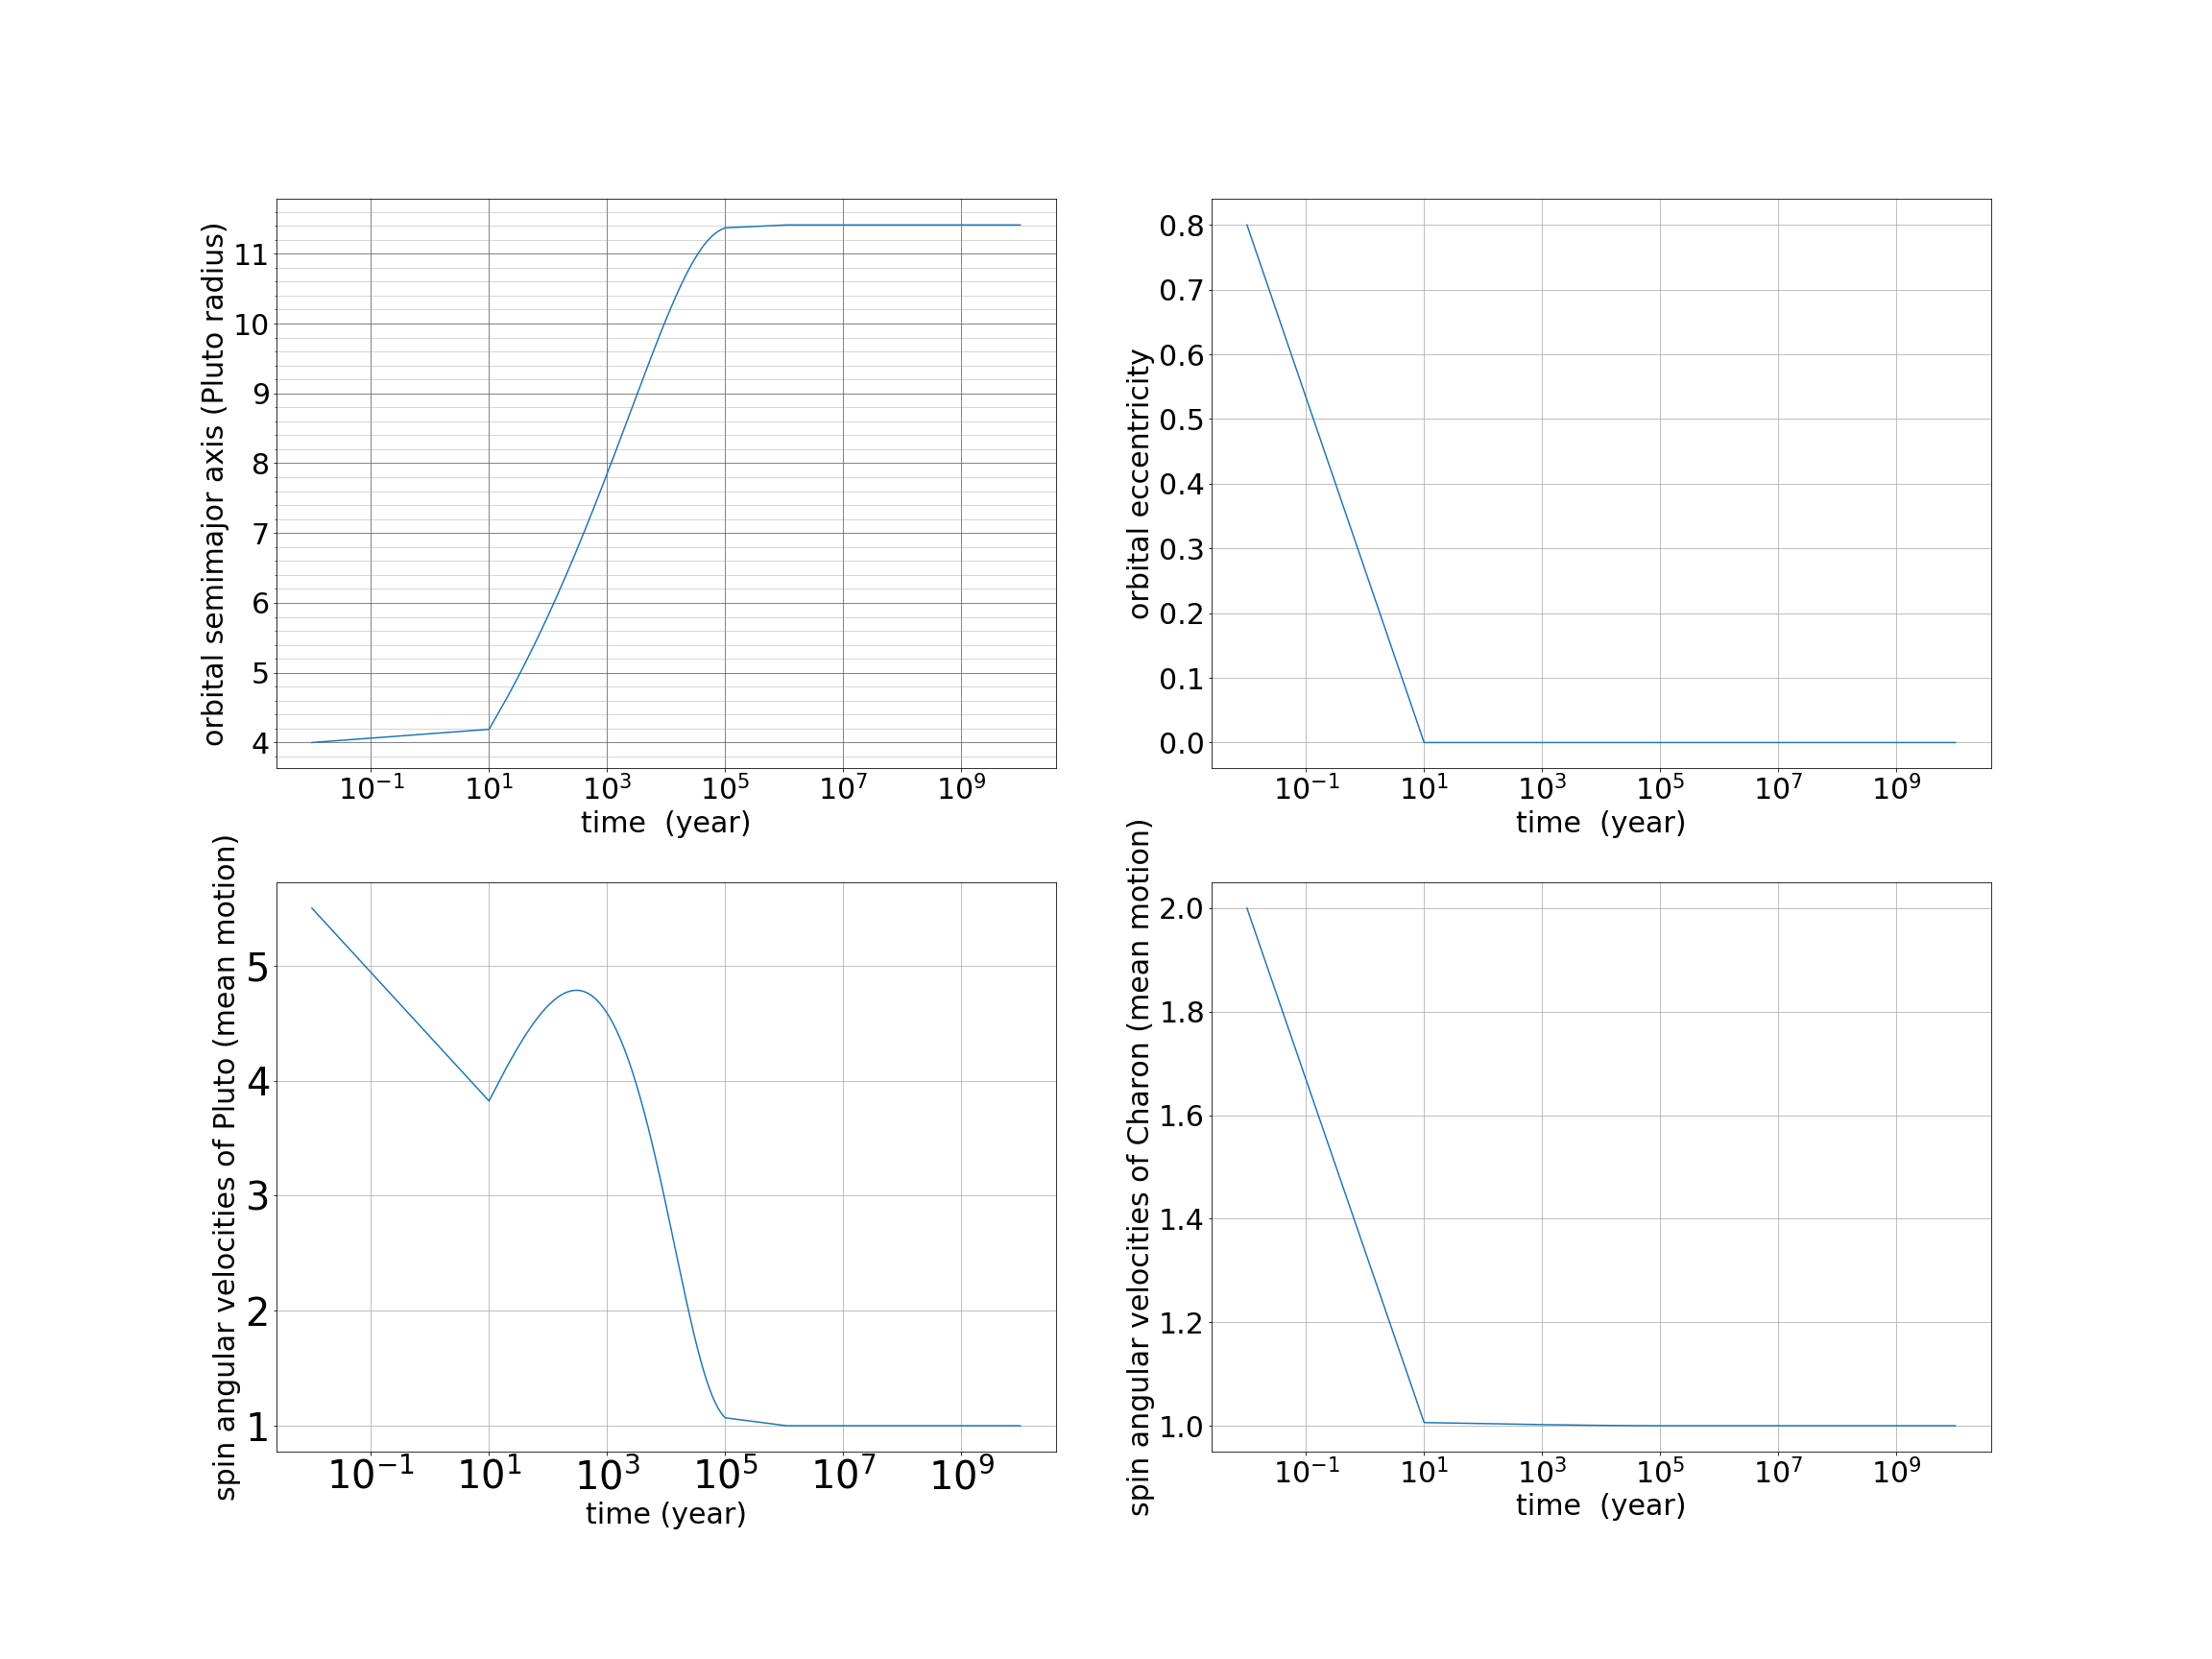 orbital semimajor axis (Pluto radius)
11
10
9
8
7
6
5
4
10⁻¹ 10¹ 10³ 10⁵ 10⁷ 10⁹
time (year)
orbital eccentricity
0.8
0.7
0.6
0.5
0.4
0.3
0.2
0.1
0.0
10⁻¹ 10¹ 10³ 10⁵ 10⁷ 10⁹
time (year)
spin angular velocities of Pluto (mean motion)
5
4
3
2
1
10⁻¹ 10¹ 10³ 10⁵ 10⁷ 10⁹
time (year)
spin angular velocities of Charon (mean motion)
2.0
1.8
1.6
1.4
1.2
1.0
10⁻¹ 10¹ 10³ 10⁵ 10⁷ 10⁹
time (year)